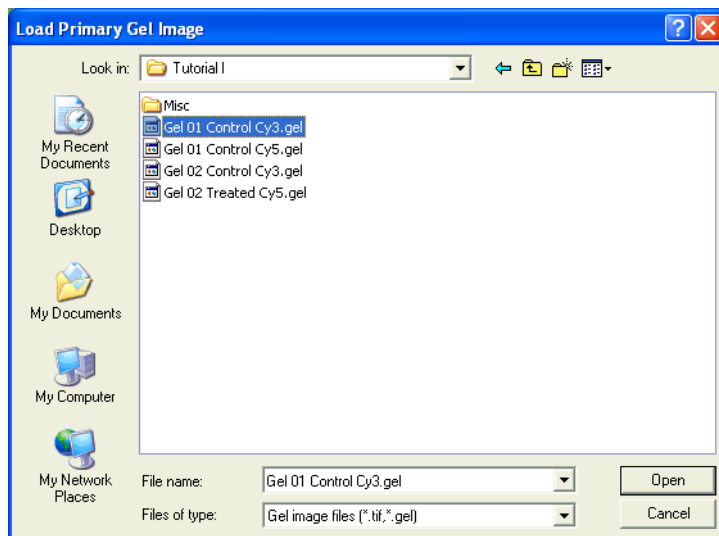 Load Primary Gel Image
Look in: Tutorial I
Misc
Gel 01 Control Cy3.gel
Gel 01 Control Cy5.gel
Gel 02 Control Cy3.gel
Gel 02 Treated Cy5.gel
My Recent
Documents
Desktop
My Documents
My Computer
My Network
Places
File name: Gel 01 Control Cy3.gel Open
Files of type: Gel image files (*.tif,*.gel) Cancel